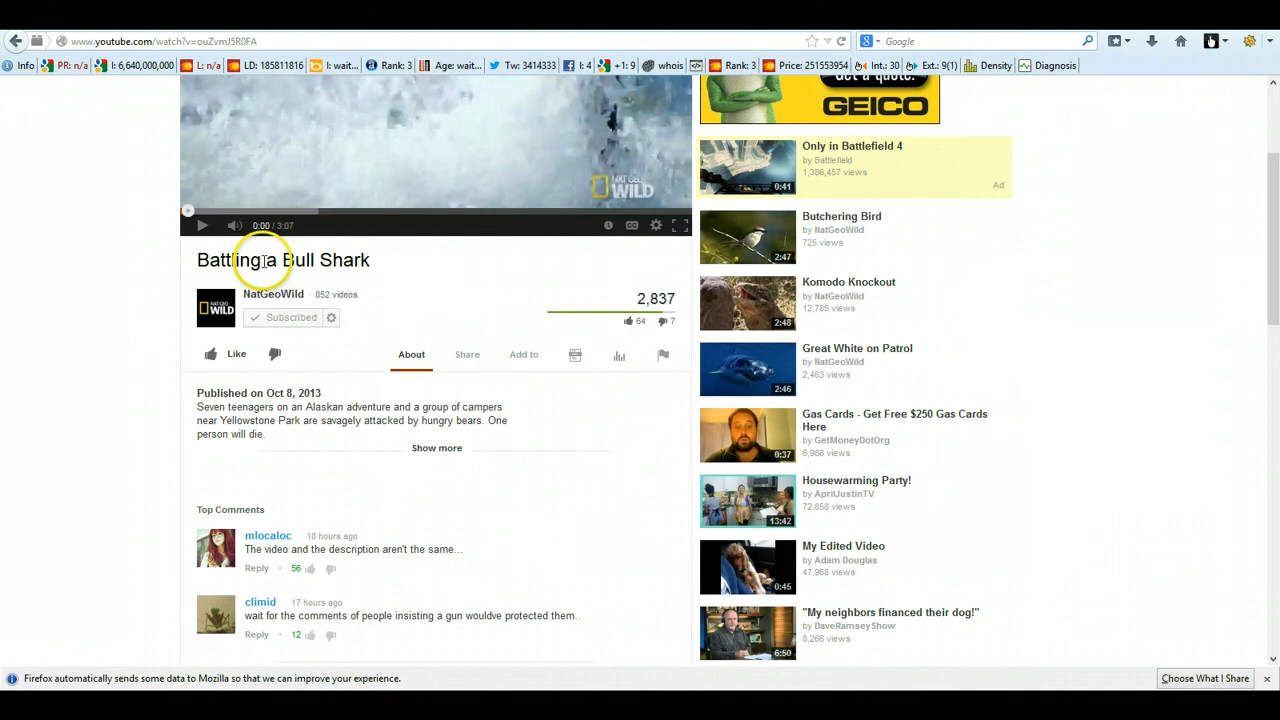 www.youtube.com/watch?v=ouZvmJ5R0FA
Google
Info PR: n/a I: 6,640,000,000 L: n/a LD: 185811816 I: wait... Rank: 3 Age: wait... Tw: 3414333 I: 4 +1: 9 whois Rank: 3 Price: 251553954 Int.: 30 Ext.: 9(1) Density Diagnosis
NAT GEO
WILD
0:00 / 3:07
CC
Battling a Bull Shark
NAT GEO
WILD
NatGeoWild · 852 videos
Subscribed
2,837
64 7
Like
About Share Add to
Published on Oct 8, 2013
Seven teenagers on an Alaskan adventure and a group of campers
near Yellowstone Park are savagely attacked by hungry bears. One
person will die.
Show more
Top Comments
mlocaloc 18 hours ago
The video and the description aren't the same...
Reply · 56
climid 17 hours ago
wait for the comments of people insisting a gun wouldve protected them..
Reply · 12
Get a quote.
GEICO
0:41
Only in Battlefield 4
by Battlefield
1,386,457 views
Ad
2:47
Butchering Bird
by NatGeoWild
725 views
2:48
Komodo Knockout
by NatGeoWild
12,785 views
2:46
Great White on Patrol
by NatGeoWild
2,463 views
0:37
Gas Cards - Get Free $250 Gas Cards
Here
by GetMoneyDotOrg
6,988 views
13:42
Housewarming Party!
by AprilJustinTV
72,858 views
0:45
My Edited Video
by Adam Douglas
47,968 views
6:50
"My neighbors financed their dog!"
by DaveRamseyShow
8,266 views
Firefox automatically sends some data to Mozilla so that we can improve your experience.
Choose What I Share